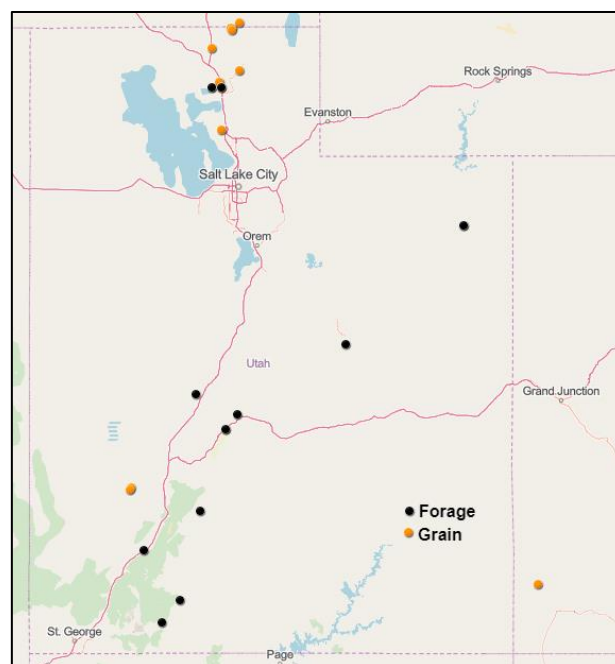 Rock Springs
Evanston
Salt Lake City
Orem
Utah
Grand Junction
Forage
Grain
St. George
Page